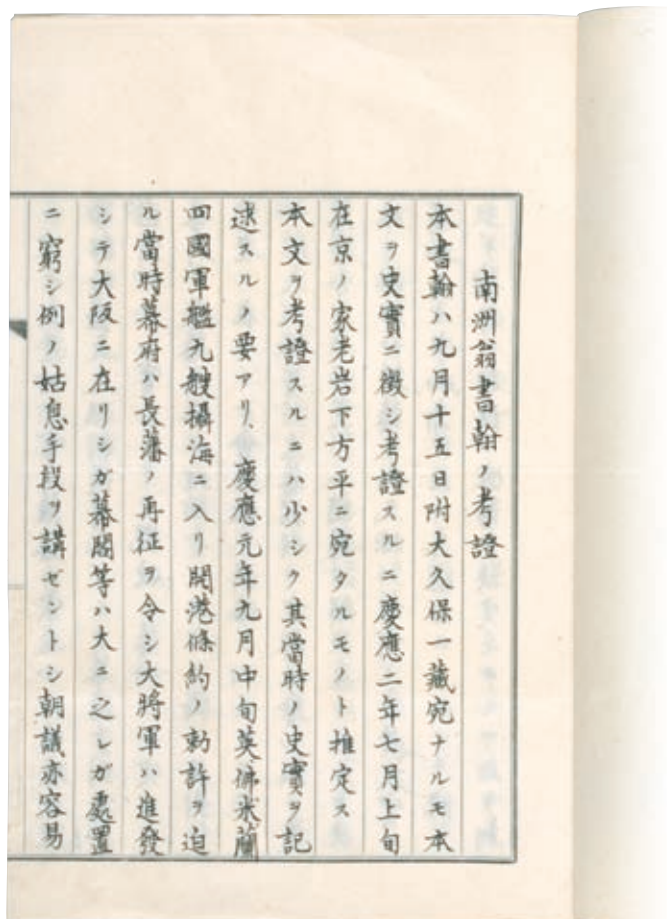 南洲翁書翰ノ考證
本書翰ハ九月十五日附大久保一藏宛ナルモ本
文ヲ史實ニ徴シ考證スルニ慶應二年七月上旬
在京ノ家老岩下方平ニ宛タルモノト推定ス
本文ヲ考證スルニハ少シク其當時ノ史實ヲ記
逑スルノ要アリ、慶應元年九月中旬英佛米蘭
四國軍艦九艘攝海ニ入リ開港條約ノ勅許ヲ迫
ル當時幕府ハ長藩ノ再征ヲ令シ大將軍ハ進發
シテ大阪ニ在リシガ幕閣等ハ大ニ之レガ處置
ニ窮シ例ノ姑息手段ヲ講ゼントシ朝議亦容易